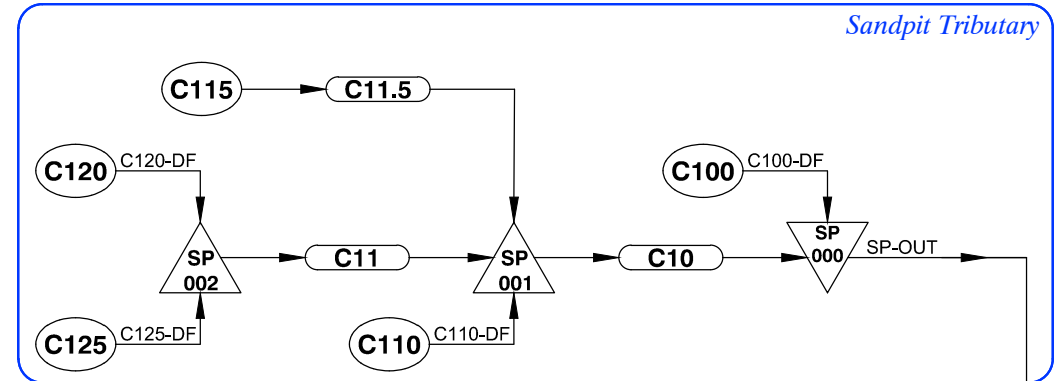 Sandpit Tributary
C115
C11.5
C120
C120-DF
C100
C100-DF
SP
002
C11
SP
001
C10
SP
000
SP-OUT
C125
C125-DF
C110
C110-DF